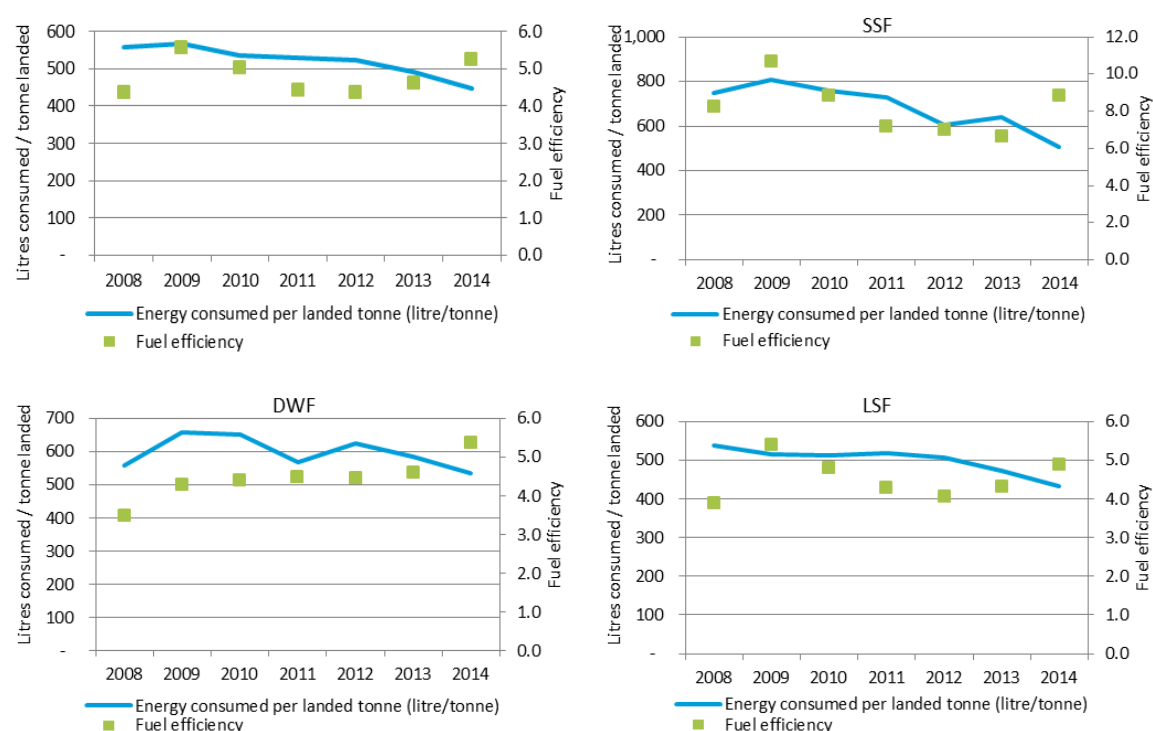 600
500
400
300
200
100
-
Litres consumed / tonne landed
6.0
5.0
4.0
3.0
2.0
1.0
0.0
Fuel efficiency
2008 2009 2010 2011 2012 2013 2014
Energy consumed per landed tonne (litre/tonne)
Fuel efficiency
SSF
1,000
800
600
400
200
-
Litres consumed / tonne landed
12.0
10.0
8.0
6.0
4.0
2.0
0.0
Fuel efficiency
2008 2009 2010 2011 2012 2013 2014
Energy consumed per landed tonne (litre/tonne)
Fuel efficiency
DWF
700
600
500
400
300
200
100
-
Litres consumed / tonne landed
6.0
5.0
4.0
3.0
2.0
1.0
0.0
Fuel efficiency
2008 2009 2010 2011 2012 2013 2014
Energy consumed per landed tonne (litre/tonne)
Fuel efficiency
LSF
600
500
400
300
200
100
-
Litres consumed / tonne landed
6.0
5.0
4.0
3.0
2.0
1.0
0.0
Fuel efficiency
2008 2009 2010 2011 2012 2013 2014
Energy consumed per landed tonne (litre/tonne)
Fuel efficiency